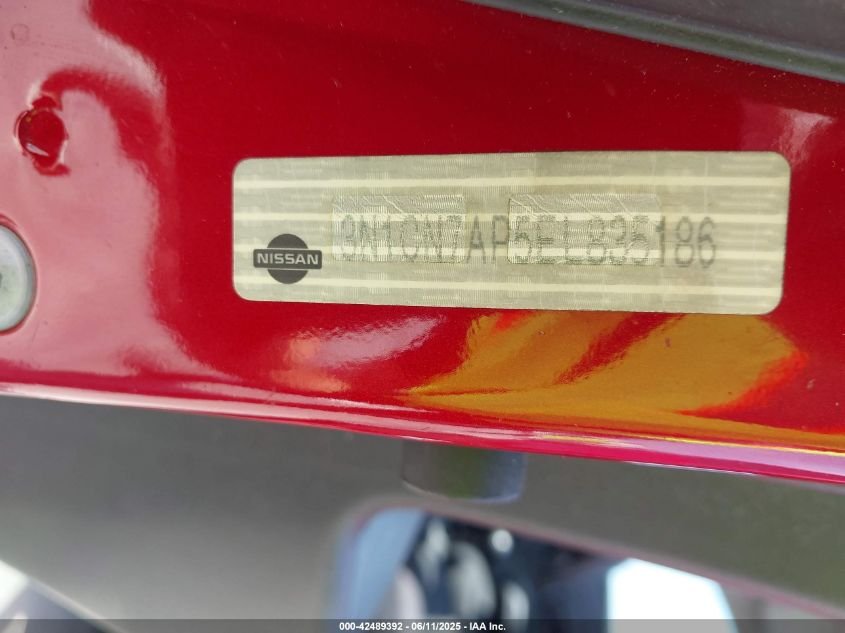 NISSAN
3N1CN7AP5EL835186
000-42489392 - 06/11/2025 - IAA Inc.